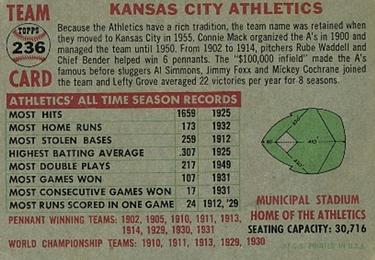 TEAM
TOPPS
236
CARD
KANSAS CITY ATHLETICS
Because the Athletics have a rich tradition, the team name was retained when
they moved to Kansas City in 1955. Connie Mack organized the A's in 1900 and
managed the team until 1950. From 1902 to 1914, pitchers Rube Waddell and
Chief Bender helped win 6 pennants. The "$100,000 infield" made the A's
famous before sluggers Al Simmons, Jimmy Foxx and Mickey Cochrane joined
the team and Lefty Grove averaged 22 victories per year for 8 seasons.
ATHLETICS' ALL TIME SEASON RECORDS
MOST HITS 1659 1925
MOST HOME RUNS 173 1932
MOST STOLEN BASES 259 1912
HIGHEST BATTING AVERAGE .307 1925
MOST DOUBLE PLAYS 217 1949
MOST GAMES WON 107 1931
MOST CONSECUTIVE GAMES WON 17 1931
MOST RUNS SCORED IN ONE GAME 24 1912, '29
PENNANT WINNING TEAMS: 1902, 1905, 1910, 1911, 1913,
1914, 1929, 1930, 1931
WORLD CHAMPIONSHIP TEAMS: 1910, 1911, 1913, 1929, 1930
MUNICIPAL STADIUM
HOME OF THE ATHLETICS
SEATING CAPACITY: 30,716
PRINTED IN U.S.A.